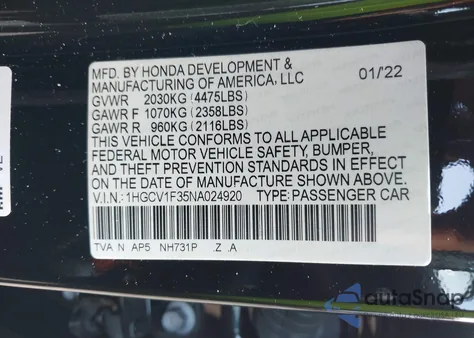 MFD. BY HONDA DEVELOPMENT &
MANUFACTURING OF AMERICA, LLC 01/22
GVWR 2030KG (4475LBS)
GAWR F 1070KG (2358LBS)
GAWR R 960KG (2116LBS)
THIS VEHICLE CONFORMS TO ALL APPLICABLE
FEDERAL MOTOR VEHICLE SAFETY, BUMPER,
AND THEFT PREVENTION STANDARDS IN EFFECT
ON THE DATE OF MANUFACTURE SHOWN ABOVE.
V.I.N.: 1HGCV1F35NA024920 TYPE: PASSENGER CAR
TVA N AP5 NH731P .Z .A
autoSnap